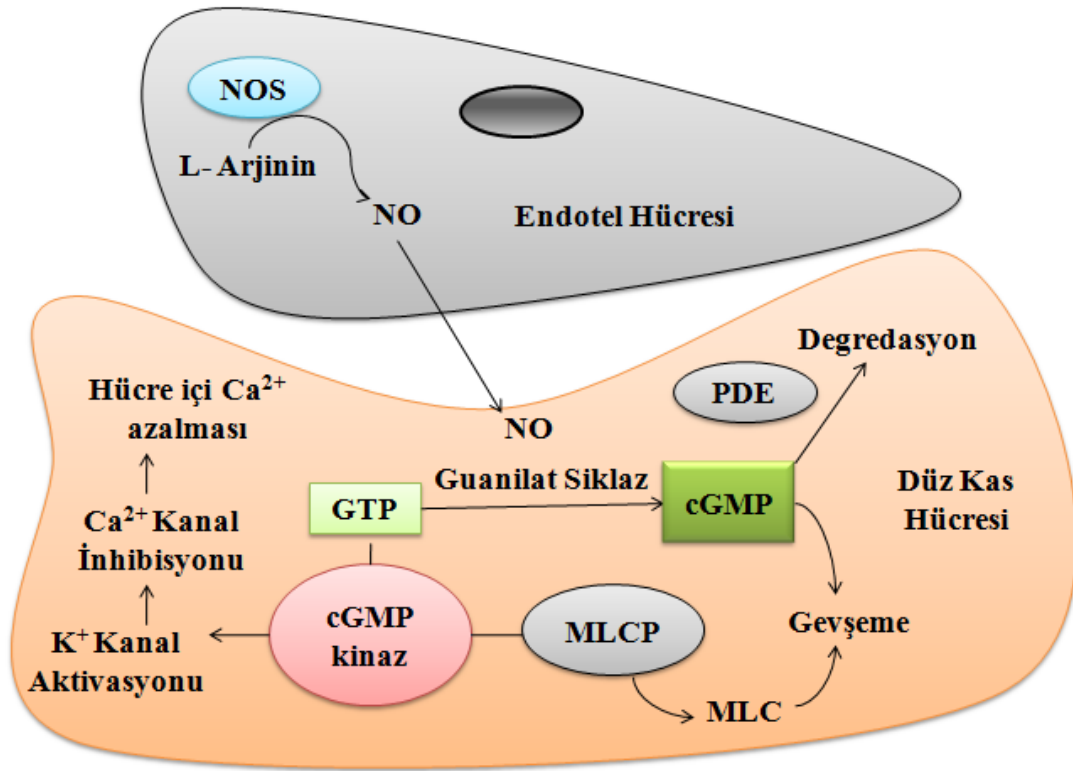 NOS
L- Arjinin
NO
Endotel Hücresi
Degredasyon
PDE
Hücre içi Ca²⁺
azalması
NO
Guanilat Siklaz
GTP
cGMP
Düz Kas
Hücresi
Ca²⁺ Kanal
İnhibisyonu
cGMP
kinaz
MLCP
Gevşeme
K⁺ Kanal
Aktivasyonu
MLC